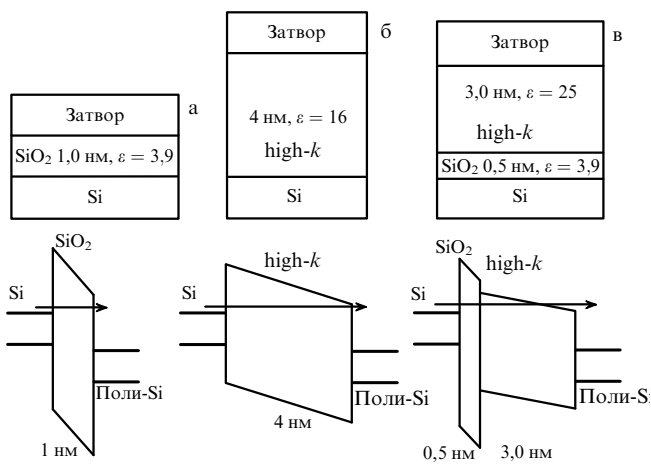 а
Затвор
SiO2 1,0 нм, ε = 3,9
Si
б
Затвор
4 нм, ε = 16
high-k
Si
в
Затвор
3,0 нм, ε = 25
high-k
SiO2 0,5 нм, ε = 3,9
Si
SiO2
Si
Поли-Si
1 нм
high-k
Si
Поли-Si
4 нм
SiO2
high-k
Si
Поли-Si
0,5 нм
3,0 нм